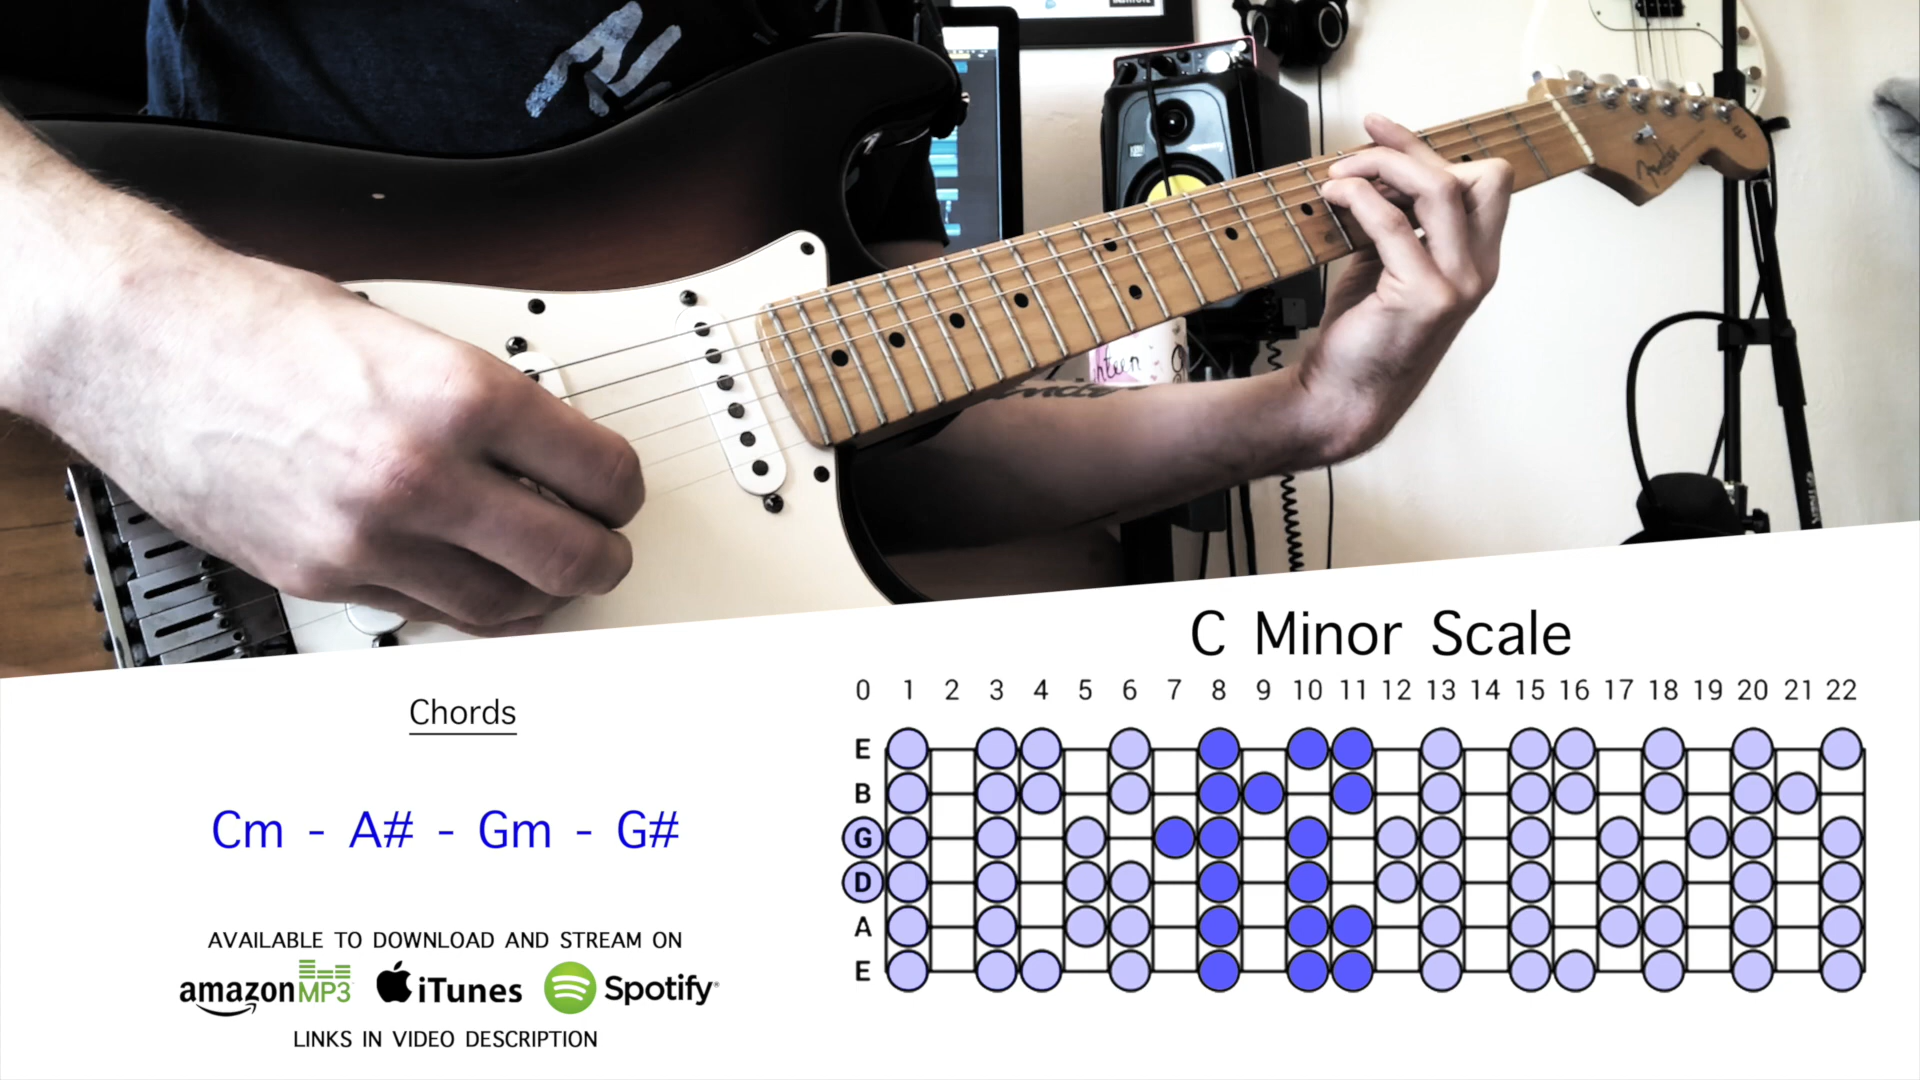 Fender
hteen
C Minor Scale
0 1 2 3 4 5 6 7 8 9 10 11 12 13 14 15 16 17 18 19 20 21 22
Chords
E
B
Cm - A# - Gm - G#
G
D
A
AVAILABLE TO DOWNLOAD AND STREAM ON
E
amazonMP3 iTunes Spotify®
LINKS IN VIDEO DESCRIPTION